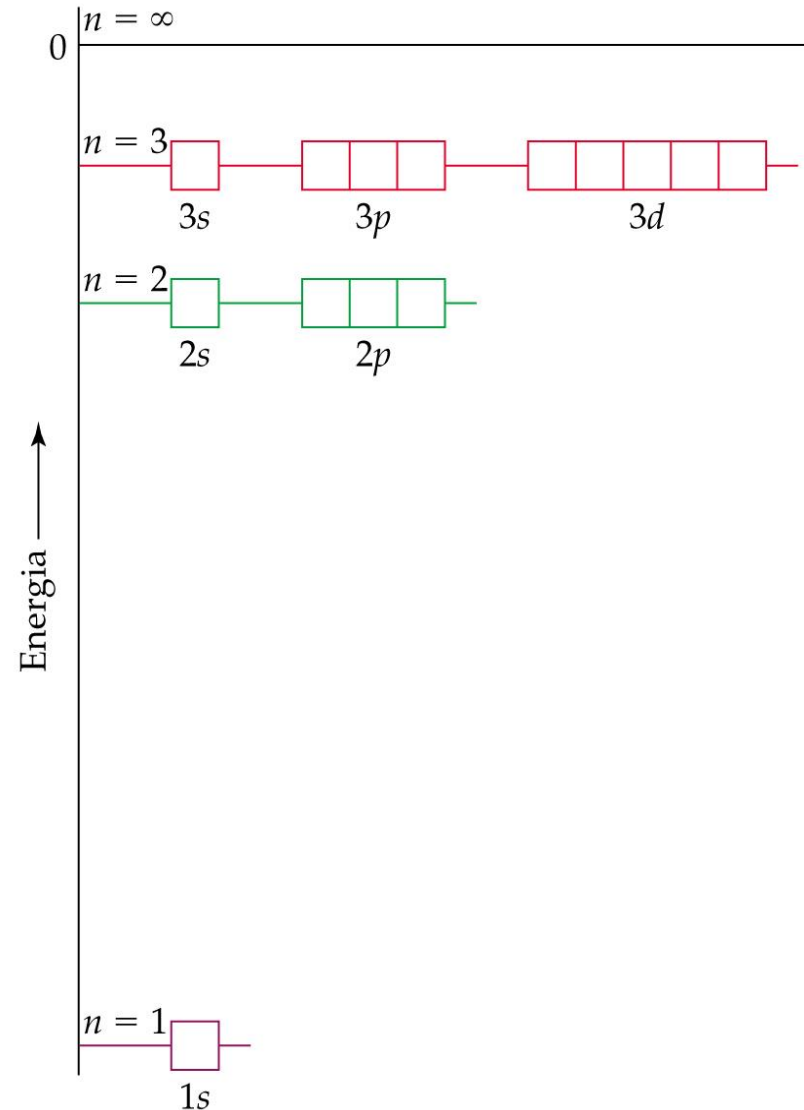 n = ∞
0
n = 3
3s
3p
3d
n = 2
2s
2p
Energia
n = 1
1s